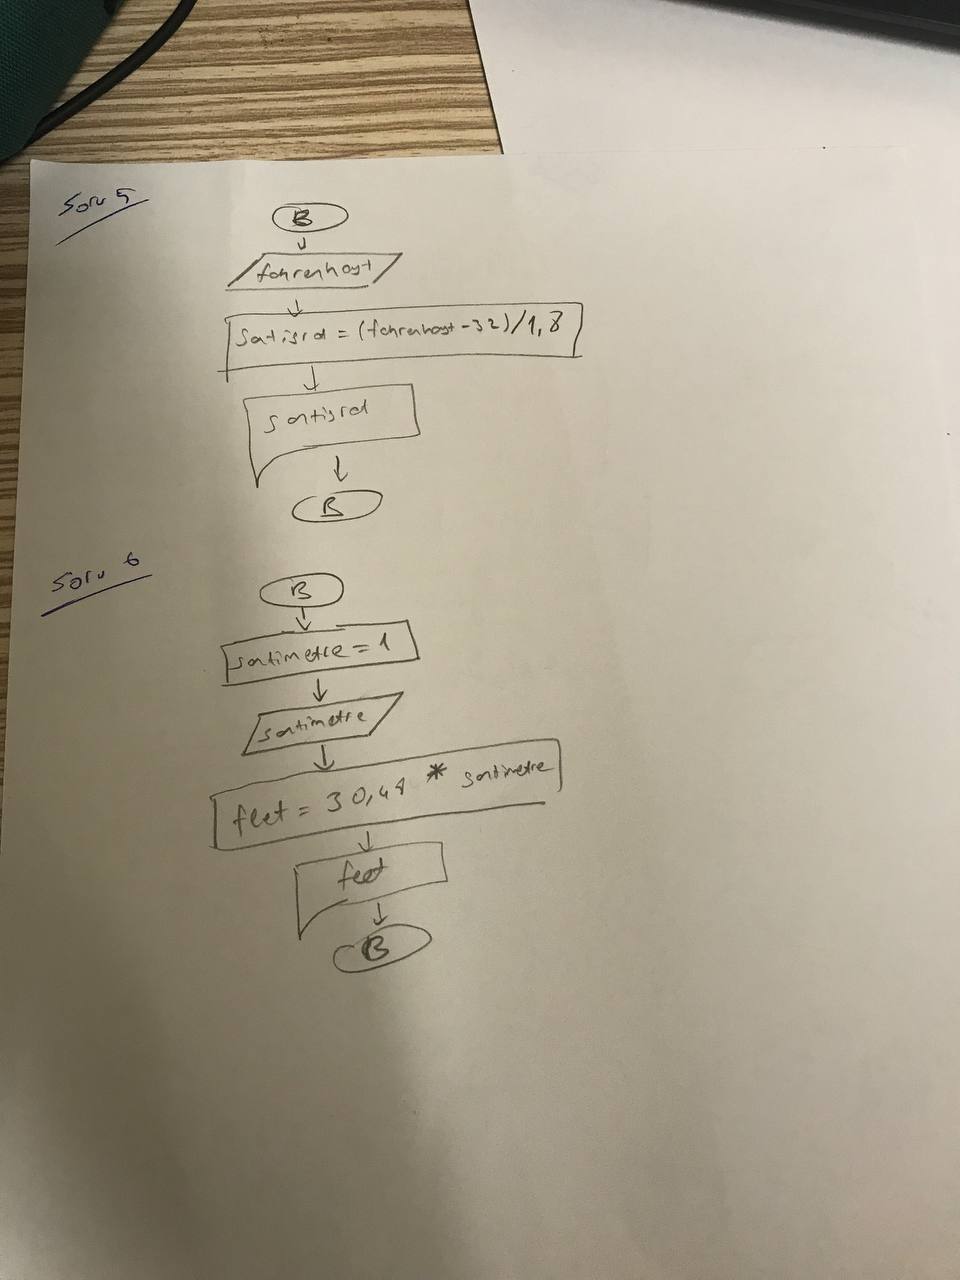 Soru 5
B
fahrenhayt
Santigrad = (fahrenhayt-32)/1,8
santigrad
B
Soru 6
B
santimetre = 1
santimetre
feet = 30,48 * santimetre
feet
B